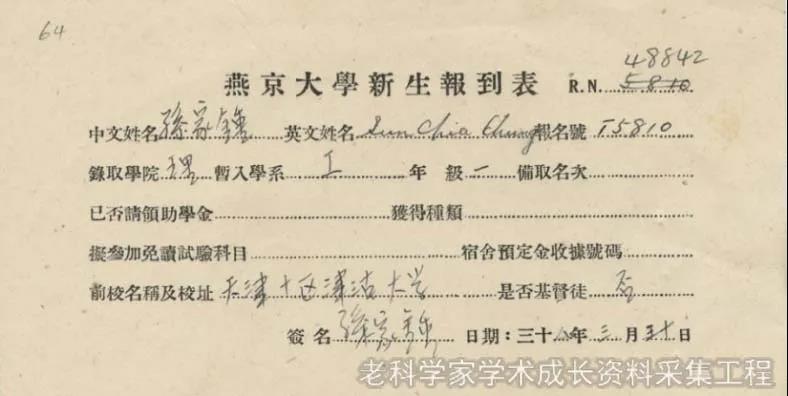 64
48842
燕京大學新生報到表 R.N. 5810
中文姓名 孫家鍾 英文姓名 Sun Chia Chung 報名號 T5810
錄取學院 理 暫入學系 工 年級 一 備取名次
已否請領助學金 獲得種類
擬參加免讀試驗科目 宿舍預定金收據號碼
前校名稱及校址 天津十区津沽大学 是否基督徒 否
簽名 孫家鍾 日期：三十八年三月三十日
老科学家学术成长资料采集工程